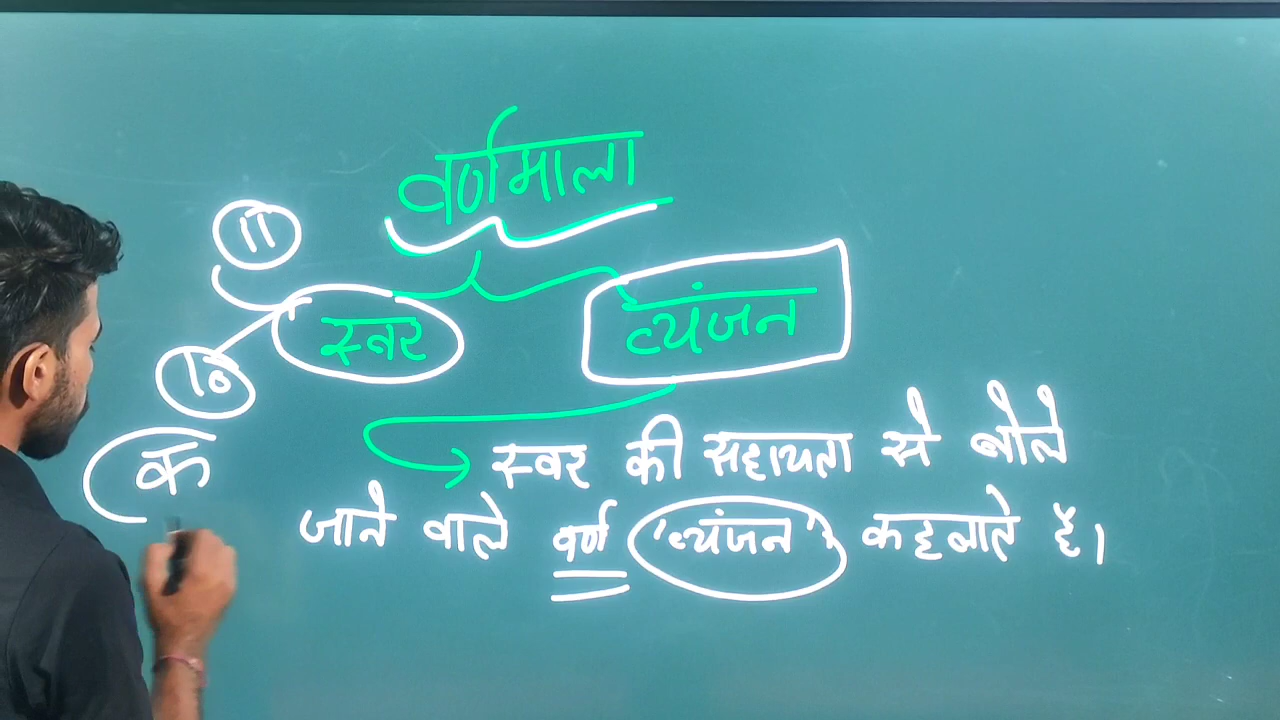 वर्णमाला
11
स्वर
व्यंजन
10
क
स्वर की सहायता से बोले
जाने वाले वर्ण 'व्यंजन' कहलाते हैं।